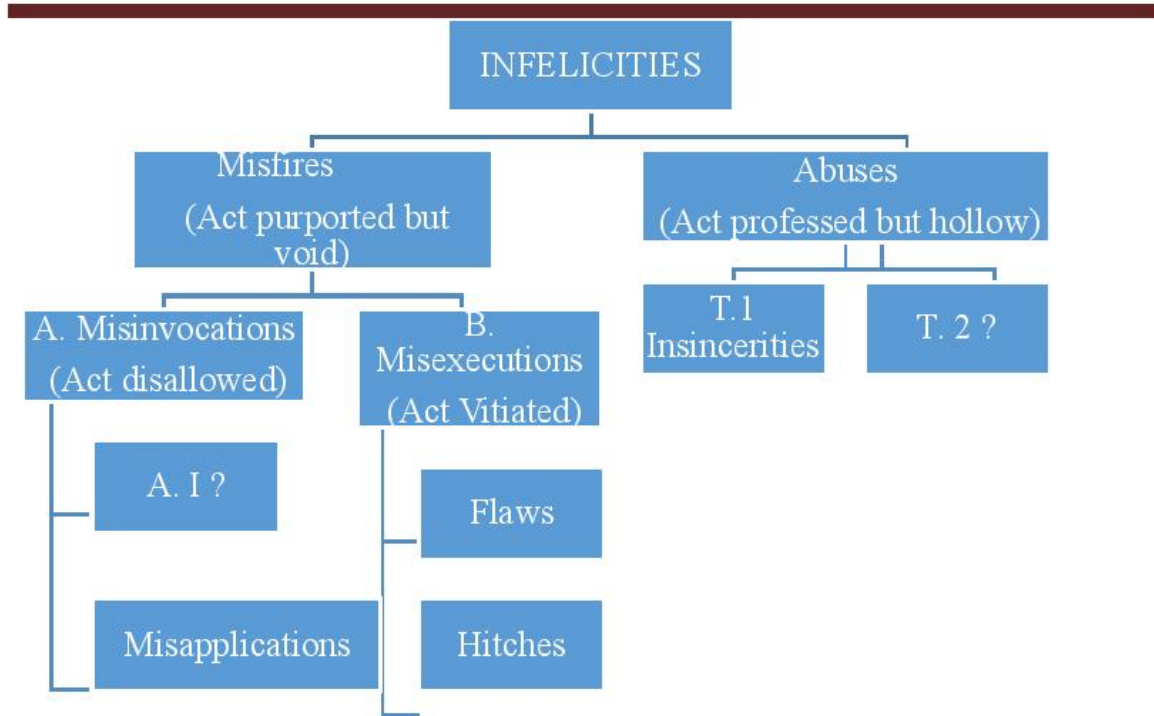 INFELICITIES
Misfires
(Act purported but
void)
Abuses
(Act professed but hollow)
A. Misinvocations
(Act disallowed)
B.
Misexecutions
(Act Vitiated)
T.1
Insincerities
T. 2 ?
A. I ?
Flaws
Misapplications
Hitches